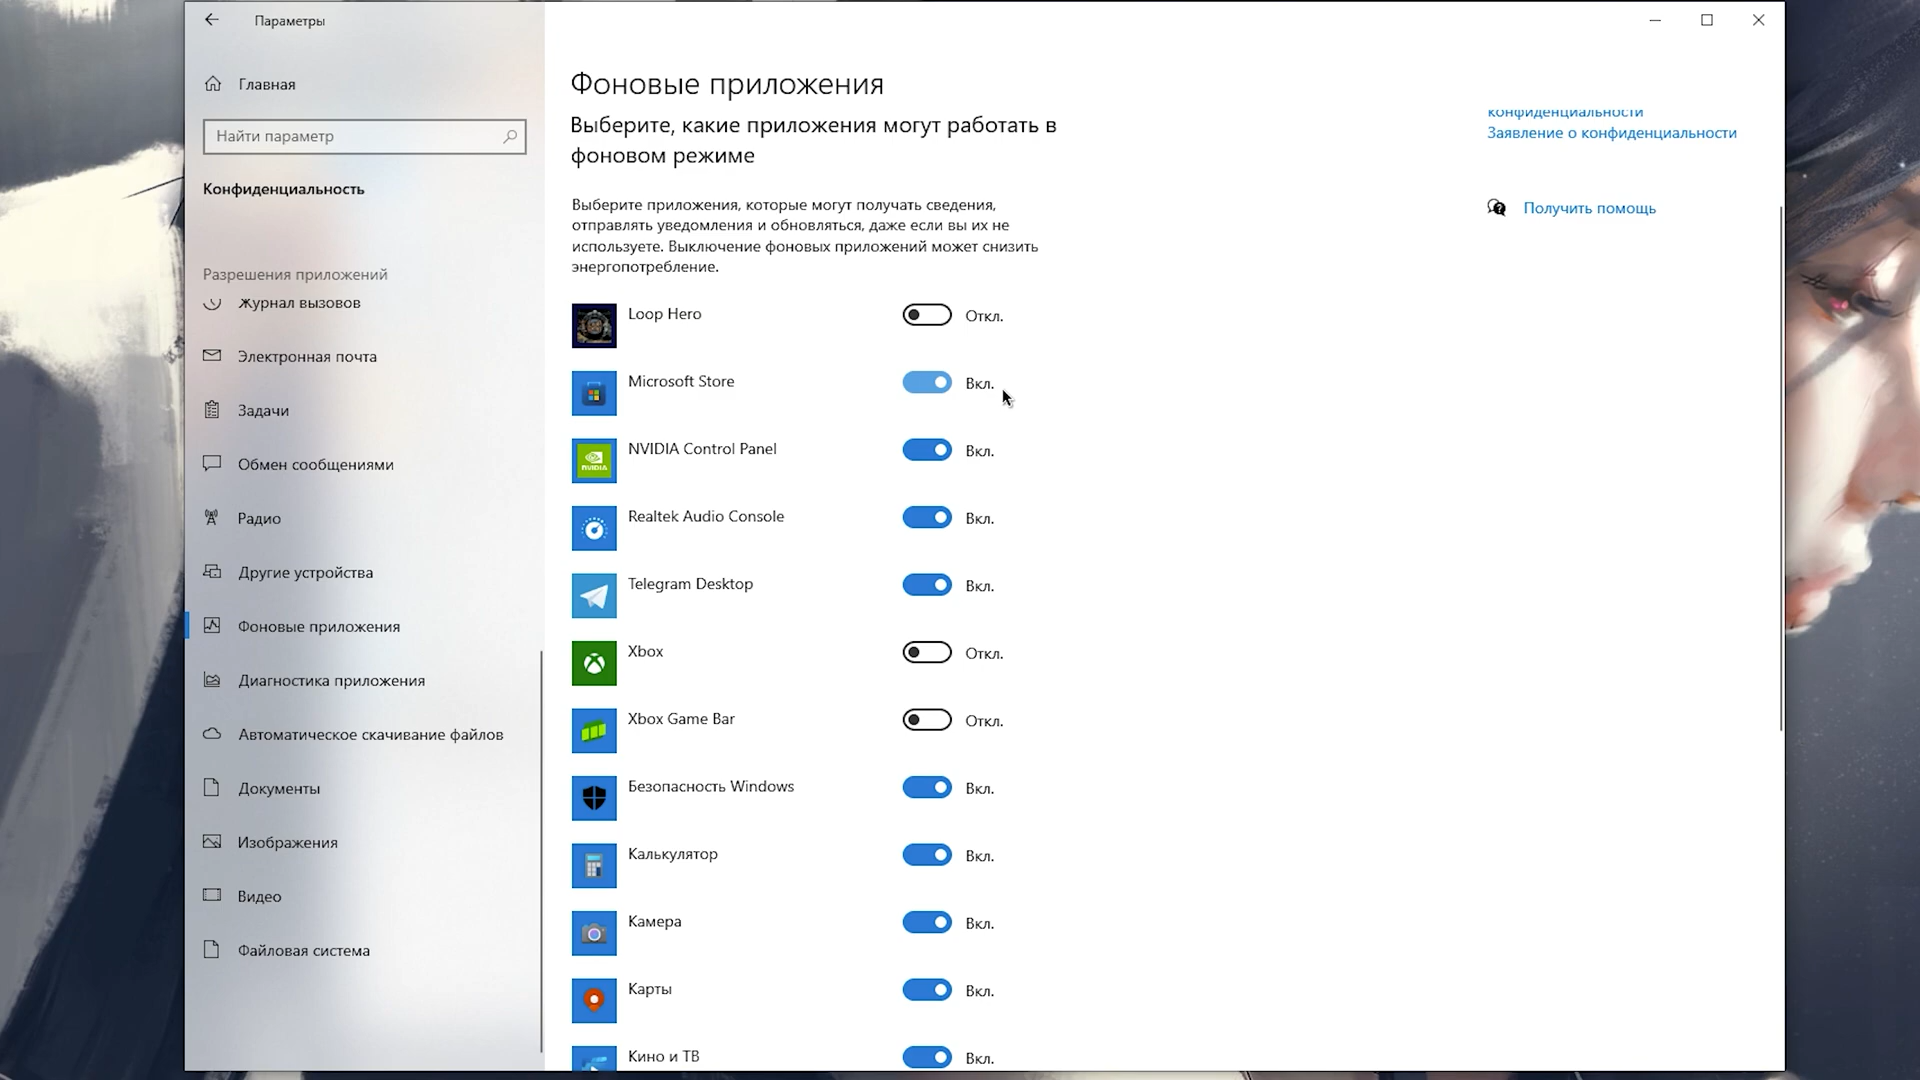 Параметры
Главная
Найти параметр
Конфиденциальность
Разрешения приложений
Журнал вызовов
Электронная почта
Задачи
Обмен сообщениями
Радио
Другие устройства
Фоновые приложения
Диагностика приложения
Автоматическое скачивание файлов
Документы
Изображения
Видео
Файловая система
Фоновые приложения
Выберите, какие приложения могут работать в
фоновом режиме
Выберите приложения, которые могут получать сведения,
отправлять уведомления и обновляться, даже если вы их не
используете. Выключение фоновых приложений может снизить
энергопотребление.
Loop Hero Откл.
Microsoft Store Вкл.
NVIDIA Control Panel Вкл.
NVIDIA
Realtek Audio Console Вкл.
Telegram Desktop Вкл.
Xbox Откл.
Xbox Game Bar Откл.
Безопасность Windows Вкл.
Калькулятор Вкл.
Камера Вкл.
Карты Вкл.
Кино и ТВ Вкл.
конфиденциальности
Заявление о конфиденциальности
Получить помощь